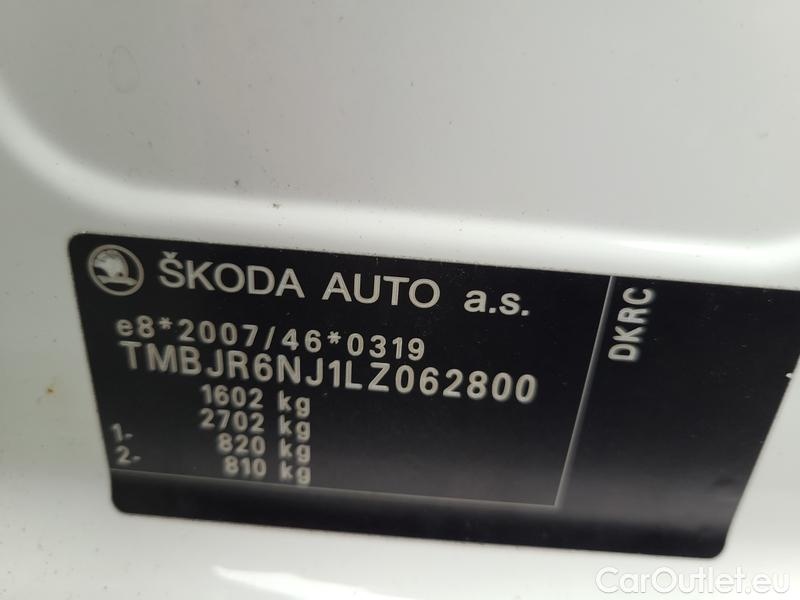 ŠKODA AUTO a.s.
e8*2007/46*0319
TMBJR6NJ1LZ062800
1602 kg
2702 kg
1- 820 kg
2- 810 kg
DKRC
CarOutlet.eu